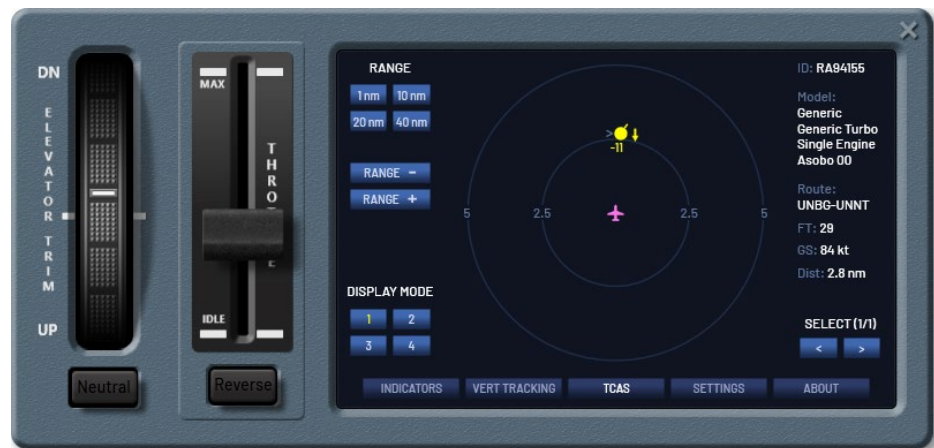 DN
ELEVATOR TRIM
UP
Neutral
MAX
THROTTLE
IDLE
Reverse
RANGE
1 nm 10 nm
20 nm 40 nm
RANGE −
RANGE +
DISPLAY MODE
1 2
3 4
>
-11
5 2.5 2.5 5
ID: RA94155
Model:
Generic
Generic Turbo
Single Engine
Asobo 00
Route:
UNBG-UNNT
FT: 29
GS: 84 kt
Dist: 2.8 nm
SELECT (1/1)
< >
INDICATORS VERT TRACKING TCAS SETTINGS ABOUT